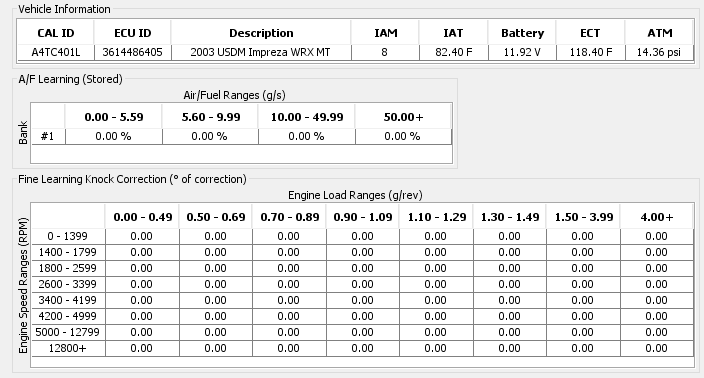 Vehicle Information
CAL ID ECU ID Description IAM IAT Battery ECT ATM
A4TC401L 3614486405 2003 USDM Impreza WRX MT 8 82.40 F 11.92 V 118.40 F 14.36 psi
A/F Learning (Stored)
Air/Fuel Ranges (g/s)
Bank
0.00 - 5.59 5.60 - 9.99 10.00 - 49.99 50.00+
#1 0.00 % 0.00 % 0.00 % 0.00 %
Fine Learning Knock Correction (° of correction)
Engine Load Ranges (g/rev)
Engine Speed Ranges (RPM)
0.00 - 0.49 0.50 - 0.69 0.70 - 0.89 0.90 - 1.09 1.10 - 1.29 1.30 - 1.49 1.50 - 3.99 4.00+
0 - 1399 0.00 0.00 0.00 0.00 0.00 0.00 0.00 0.00
1400 - 1799 0.00 0.00 0.00 0.00 0.00 0.00 0.00 0.00
1800 - 2599 0.00 0.00 0.00 0.00 0.00 0.00 0.00 0.00
2600 - 3399 0.00 0.00 0.00 0.00 0.00 0.00 0.00 0.00
3400 - 4199 0.00 0.00 0.00 0.00 0.00 0.00 0.00 0.00
4200 - 4999 0.00 0.00 0.00 0.00 0.00 0.00 0.00 0.00
5000 - 12799 0.00 0.00 0.00 0.00 0.00 0.00 0.00 0.00
12800+ 0.00 0.00 0.00 0.00 0.00 0.00 0.00 0.00